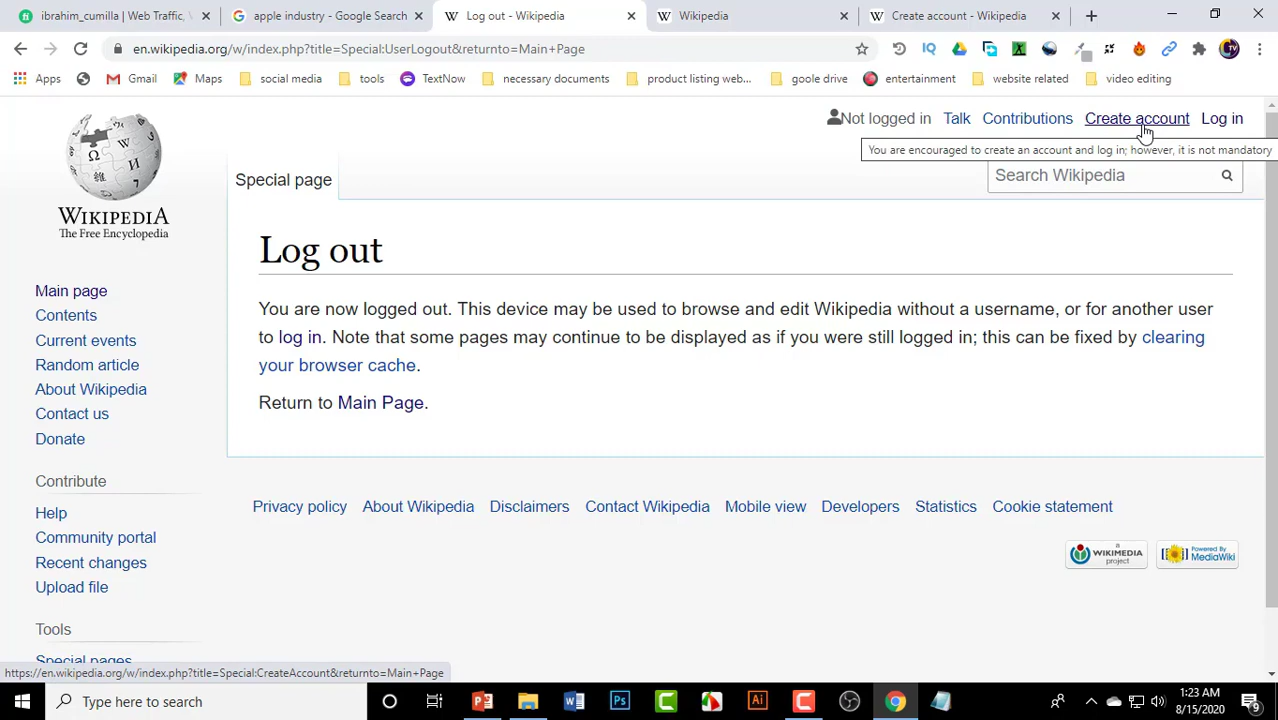 ibrahim_cumilla | Web Traffic,
apple industry - Google Search
Log out - Wikipedia
Wikipedia
Create account - Wikipedia
en.wikipedia.org/w/index.php?title=Special:UserLogout&returnto=Main+Page
Apps
Gmail
Maps
social media
tools
TextNow
necessary documents
product listing web...
goole drive
entertainment
website related
video editing
Not logged in Talk Contributions Create account Log in
You are encouraged to create an account and log in; however, it is not mandatory
Special page
Search Wikipedia
WIKIPEDIA
The Free Encyclopedia
Log out
You are now logged out. This device may be used to browse and edit Wikipedia without a username, or for another user
to log in. Note that some pages may continue to be displayed as if you were still logged in; this can be fixed by clearing
your browser cache.
Return to Main Page.
Main page
Contents
Current events
Random article
About Wikipedia
Contact us
Donate
Contribute
Help
Community portal
Recent changes
Upload file
Tools
Special pages
Privacy policy About Wikipedia Disclaimers Contact Wikipedia Mobile view Developers Statistics Cookie statement
A WIKIMEDIA project
Powered By MediaWiki
https://en.wikipedia.org/w/index.php?title=Special:CreateAccount&returnto=Main+Page
Type here to search
1:23 AM
8/15/2020